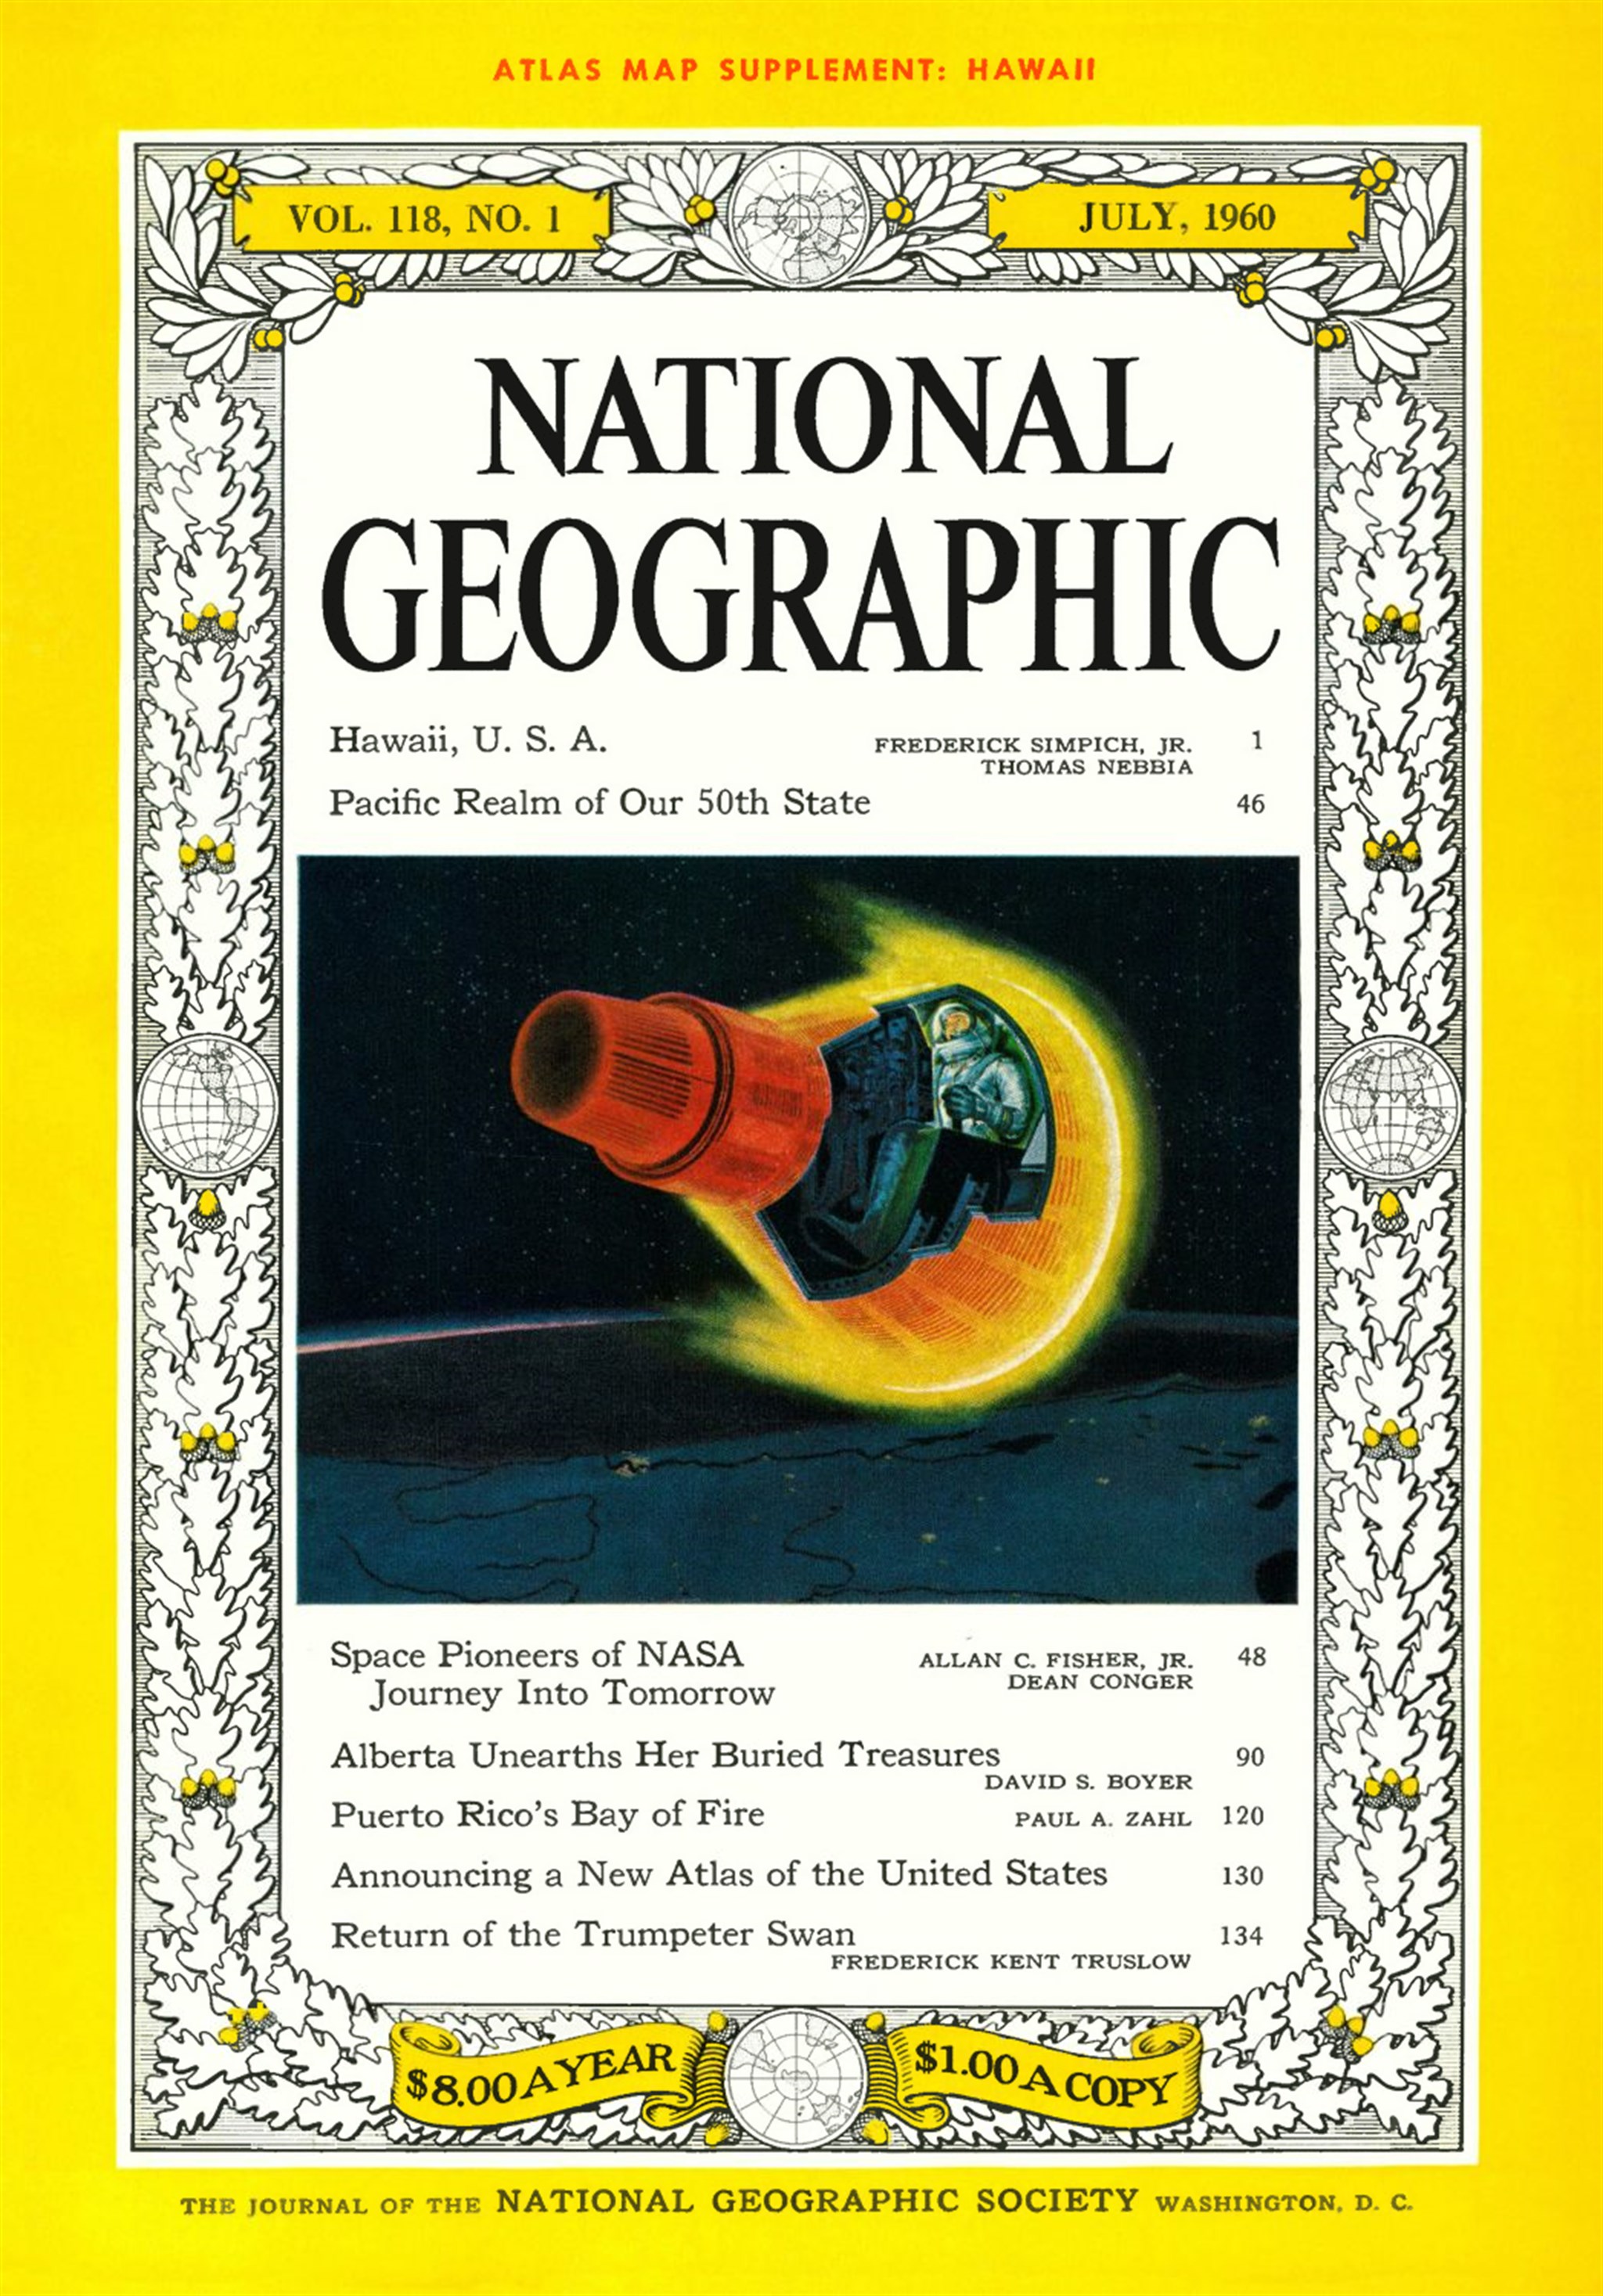 ATLAS MAP SUPPLEMENT: HAWAII
VOL. 118, NO. 1
JULY, 1960
NATIONAL
GEOGRAPHIC
Hawaii, U. S. A. FREDERICK SIMPICH, JR. 1
THOMAS NEBBIA
Pacific Realm of Our 50th State 46
Space Pioneers of NASA ALLAN C. FISHER, JR. 48
Journey Into Tomorrow DEAN CONGER
Alberta Unearths Her Buried Treasures 90
DAVID S. BOYER
Puerto Rico's Bay of Fire PAUL A. ZAHL 120
Announcing a New Atlas of the United States 130
Return of the Trumpeter Swan 134
FREDERICK KENT TRUSLOW
$8.00 A YEAR
$1.00 A COPY
THE JOURNAL OF THE NATIONAL GEOGRAPHIC SOCIETY WASHINGTON, D. C.